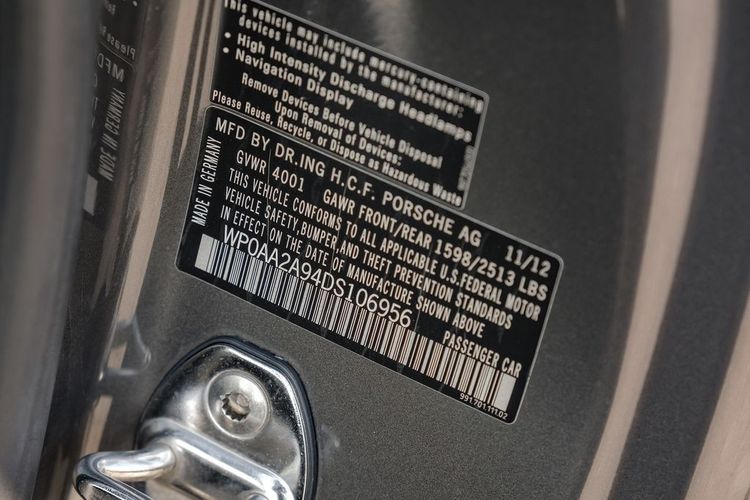 This vehicle may include mercury-containing
devices installed by the manufacturer:
• High Intensity Discharge Headlamps
• Navigation Display
Remove Devices Before Vehicle Disposal
Upon Removal of Devices:
Please Reuse, Recycle, or Dispose as Hazardous Waste
MADE IN GERMANY
MFD BY DR.ING H.C.F. PORSCHE AG 11/12
GVWR 4001 GAWR FRONT/REAR 1598/2513 LBS
THIS VEHICLE CONFORMS TO ALL APPLICABLE U.S.FEDERAL MOTOR
VEHICLE SAFETY,BUMPER,AND THEFT PREVENTION STANDARDS
IN EFFECT ON THE DATE OF MANUFACTURE SHOWN ABOVE
WP0AA2A94DS106956 PASSENGER CAR
991.701.111.02